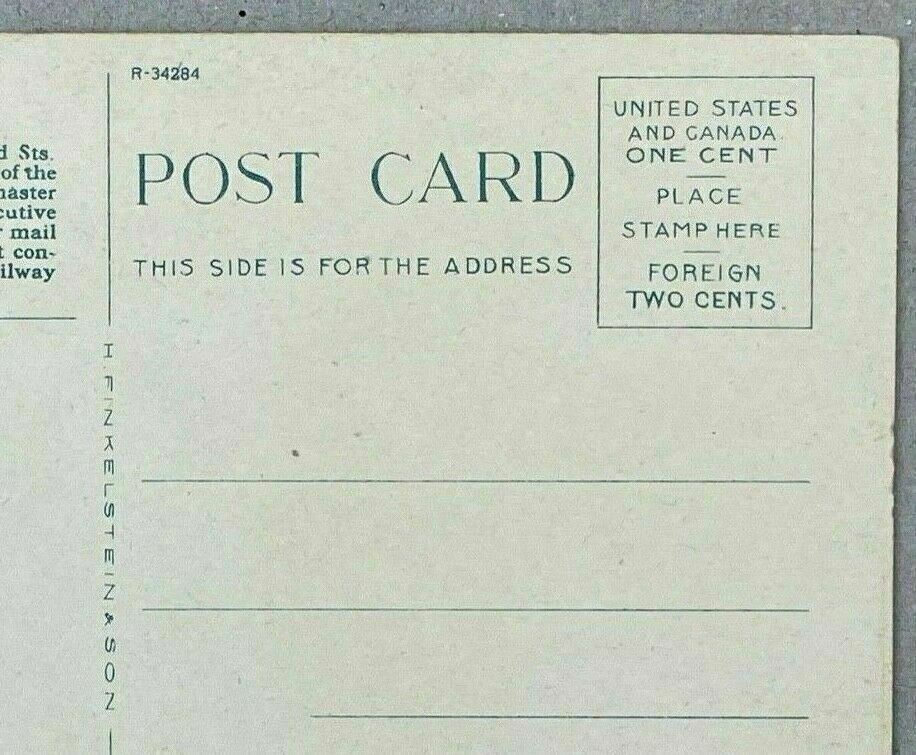 R-34284
d Sts.
of the
master
cutive
r mail
t con-
ilway
POST CARD
THIS SIDE IS FOR THE ADDRESS
UNITED STATES
AND CANADA
ONE CENT
PLACE
STAMP HERE
FOREIGN
TWO CENTS.
H. FINKELSTEIN & SON